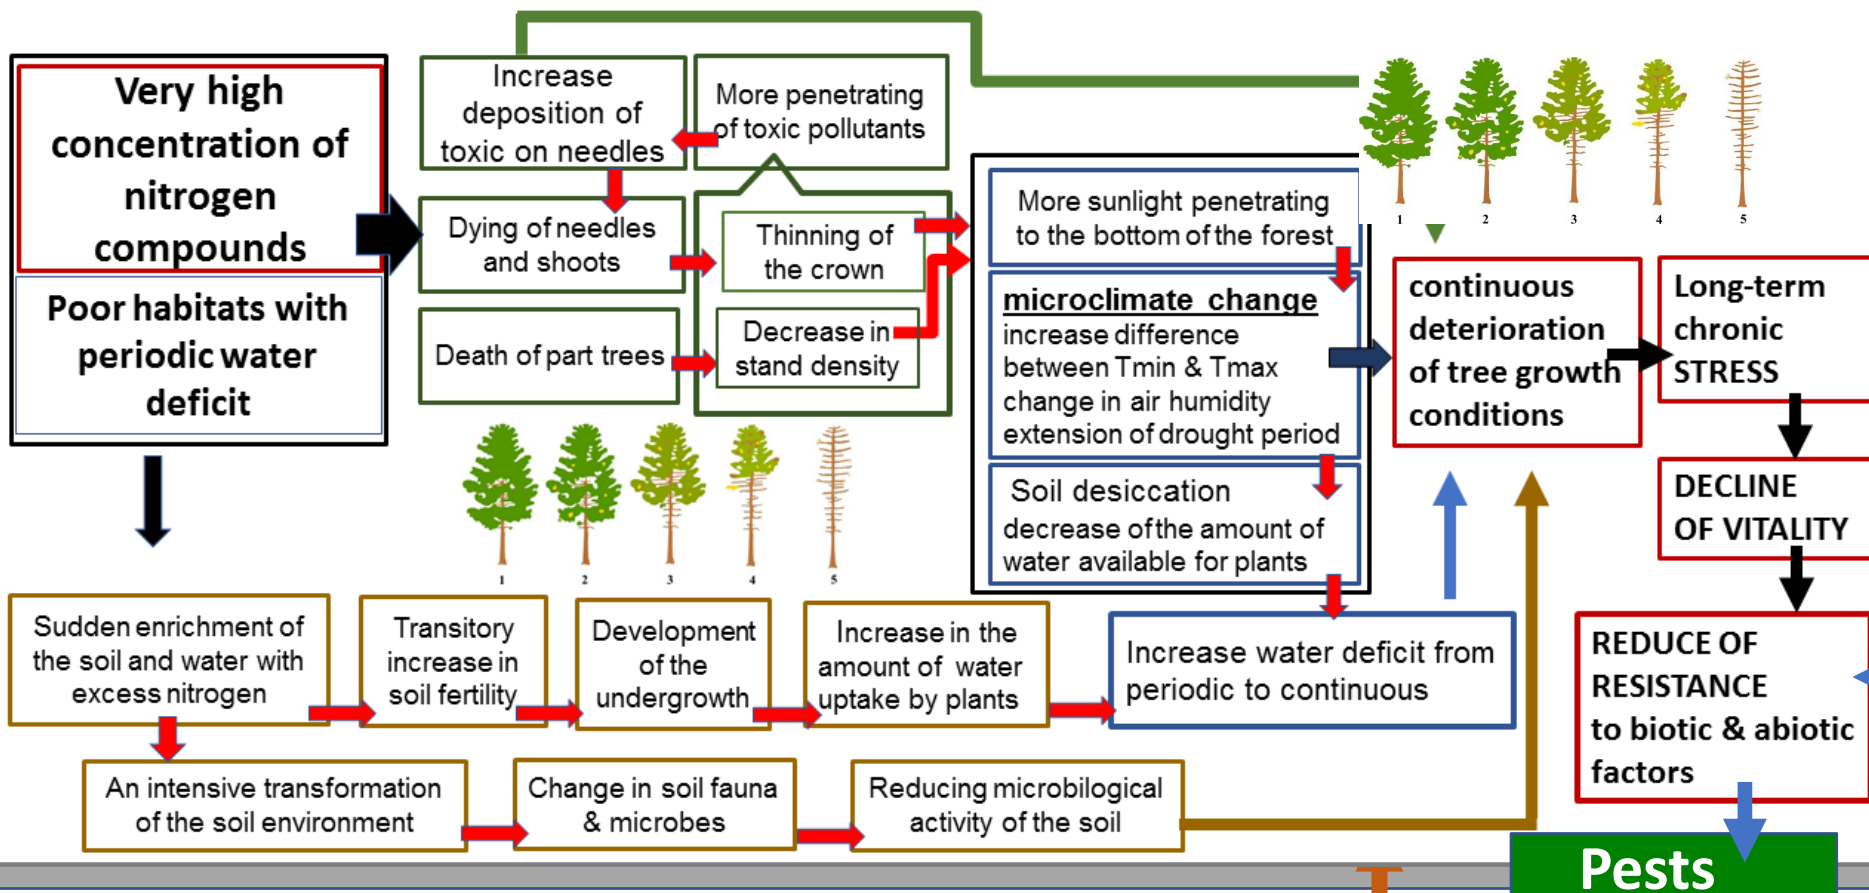 Very high
concentration of
nitrogen
compounds
Poor habitats with
periodic water
deficit
Increase
deposition of
toxic on needles
More penetrating
of toxic pollutants
Dying of needles
and shoots
Thinning of
the crown
Death of part trees
Decrease in
stand density
1 2 3 4 5
More sunlight penetrating
to the bottom of the forest
microclimate change
increase difference
between Tmin & Tmax
change in air humidity
extension of drought period
Soil desiccation
decrease of the amount of
water available for plants
1 2 3 4 5
continuous
deterioration
of tree growth
conditions
Long-term
chronic
STRESS
DECLINE
OF VITALITY
REDUCE OF
RESISTANCE
to biotic & abiotic
factors
Sudden enrichment of
the soil and water with
excess nitrogen
Transitory
increase in
soil fertility
Development
of the
undergrowth
Increase in the
amount of water
uptake by plants
Increase water deficit from
periodic to continuous
An intensive transformation
of the soil environment
Change in soil fauna
& microbes
Reducing microbilogical
activity of the soil
Pests